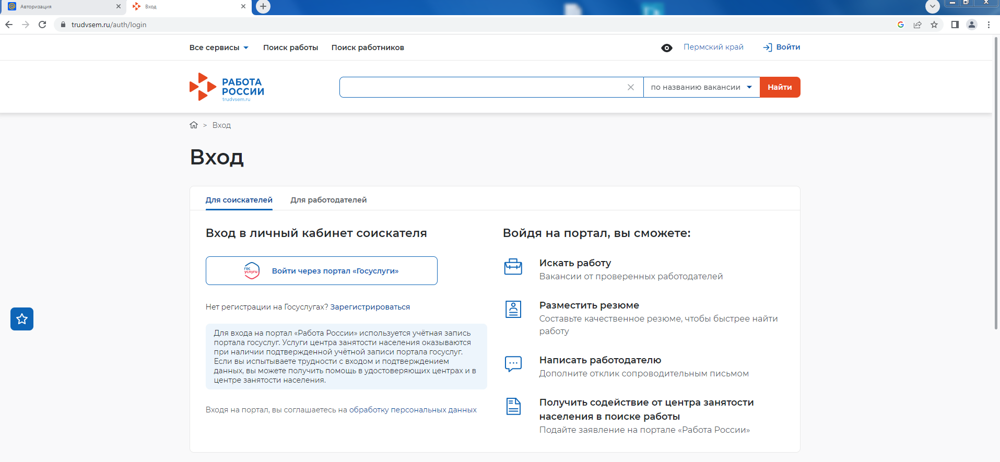 Авторизация
Вход
trudvsem.ru/auth/login
Все сервисы
Поиск работы
Поиск работников
Пермский край
Войти
РАБОТА
РОССИИ
trudvsem.ru
по названию вакансии
Найти
> Вход
Вход
Для соискателей
Для работодателей
Вход в личный кабинет соискателя
гос
услуги
Войти через портал «Госуслуги»
Нет регистрации на Госуслугах? Зарегистрироваться
Для входа на портал «Работа России» используется учётная запись
портала госуслуг. Услуги центра занятости населения оказываются
при наличии подтвержденной учётной записи портала госуслуг.
Если вы испытываете трудности с входом и подтверждением
данных, вы можете получить помощь в удостоверяющих центрах и в
центре занятости населения.
Входя на портал, вы соглашаетесь на обработку персональных данных
Войдя на портал, вы сможете:
Искать работу
Вакансии от проверенных работодателей
Разместить резюме
Составьте качественное резюме, чтобы быстрее найти
работу
Написать работодателю
Дополните отклик сопроводительным письмом
Получить содействие от центра занятости
населения в поиске работы
Подайте заявление на портале «Работа России»